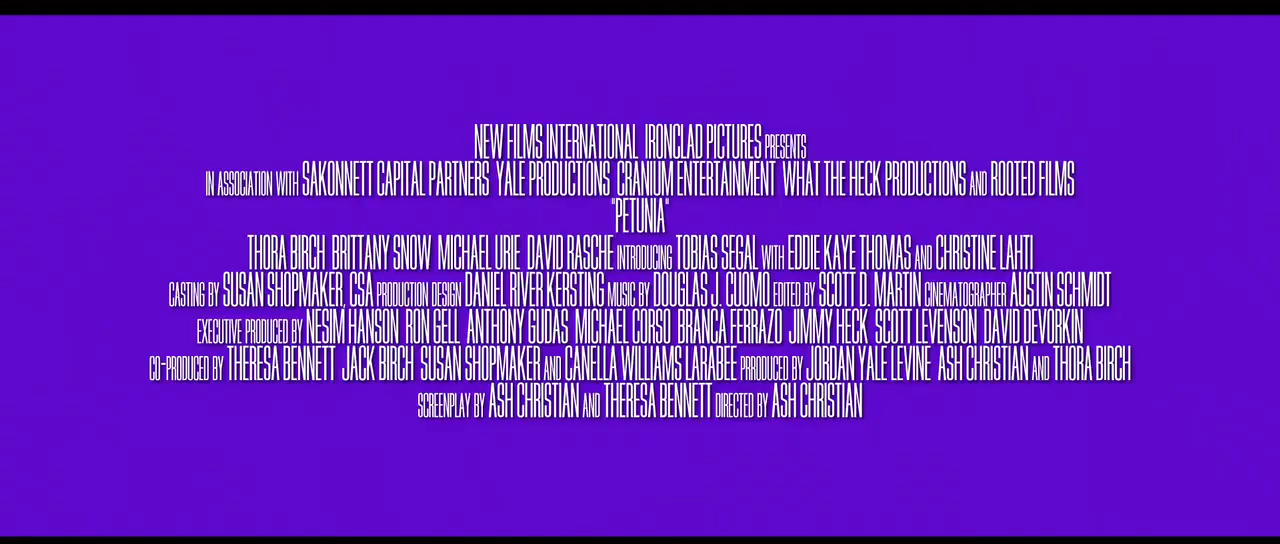 NEW FILMS INTERNATIONAL IRONCLAD PICTURES PRESENTS
IN ASSOCIATION WITH SAKONNETT CAPITAL PARTNERS YALE PRODUCTIONS CRANIUM ENTERTAINMENT WHAT THE HECK PRODUCTIONS AND ROOTED FILMS
"PETUNIA"
THORA BIRCH BRITTANY SNOW MICHAEL URIE DAVID RASCHE INTRODUCING TOBIAS SEGAL WITH EDDIE KAYE THOMAS AND CHRISTINE LAHTI
CASTING BY SUSAN SHOPMAKER, CSA PRODUCTION DESIGN DANIEL RIVER KERSTING MUSIC BY DOUGLAS J. CUOMO EDITED BY SCOTT D. MARTIN CINEMATOGRAPHER AUSTIN SCHMIDT
EXECUTIVE PRODUCED BY NESIM HANSON RON GELL ANTHONY GUDAS MICHAEL CORSO BRANCA FERRAZO JIMMY HECK SCOTT LEVENSON DAVID DEVORKIN
CO-PRODUCED BY THERESA BENNETT JACK BIRCH SUSAN SHOPMAKER AND CANELLA WILLIAMS LARABEE PRRODUCED BY JORDAN YALE LEVINE ASH CHRISTIAN AND THORA BIRCH
SCREENPLAY BY ASH CHRISTIAN AND THERESA BENNETT DIRECTED BY ASH CHRISTIAN